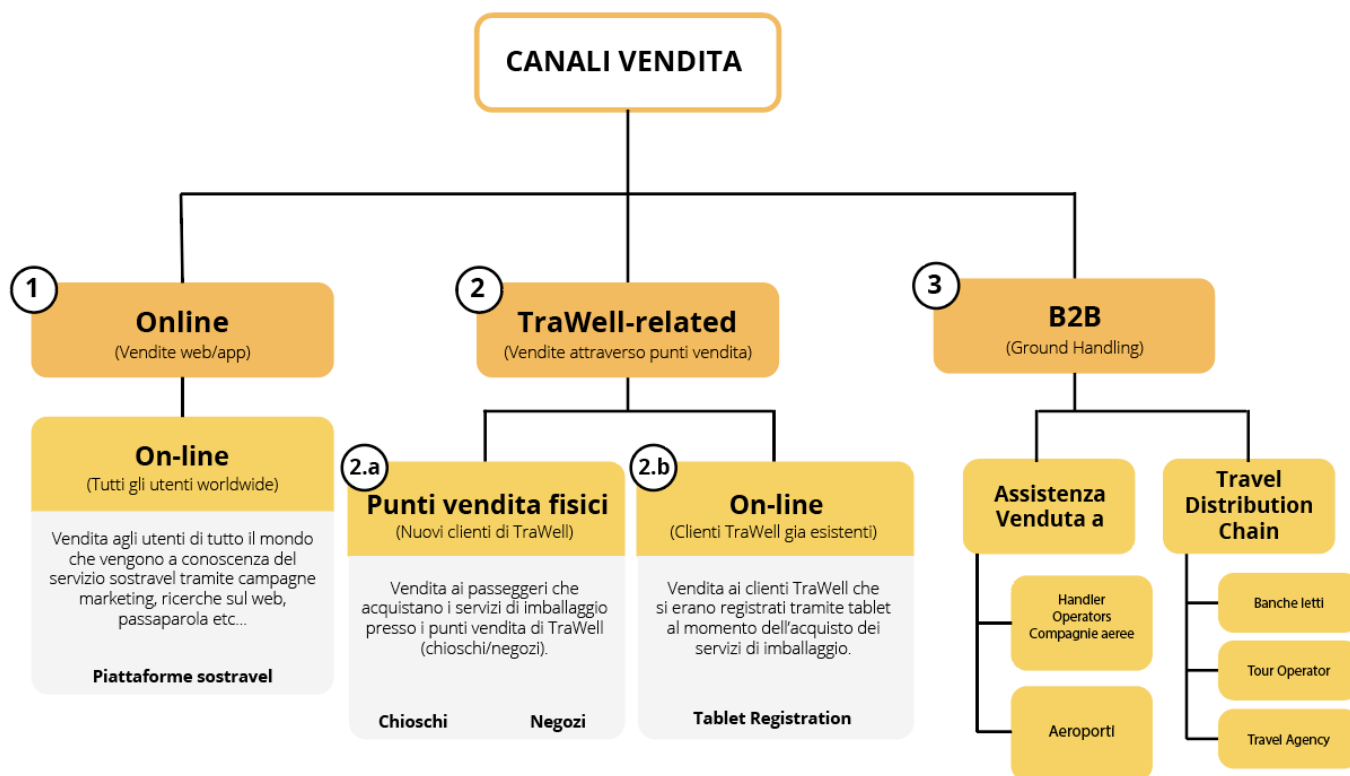 CANALI VENDITA
1
Online
(Vendite web/app)
On-line
(Tutti gli utenti worldwide)
Vendita agli utenti di tutto il mondo
che vengono a conoscenza del
servizio sostravel tramite campagne
marketing, ricerche sul web,
passaparola etc...
Piattaforme sostravel
2
TraWell-related
(Vendite attraverso punti vendita)
2.a
Punti vendita fisici
(Nuovi clienti di TraWell)
Vendita ai passeggeri che
acquistano i servizi di imballaggio
presso i punti vendita di TraWell
(chioschi/negozi).
Chioschi Negozi
2.b
On-line
(Clienti TraWell gia esistenti)
Vendita ai clienti TraWell che
si erano registrati tramite tablet
al momento dell'acquisto dei
servizi di imballaggio.
Tablet Registration
3
B2B
(Ground Handling)
Assistenza
Venduta a
Handler
Operators
Compagnie aeree
Aeroporti
Travel
Distribution
Chain
Banche letti
Tour Operator
Travel Agency